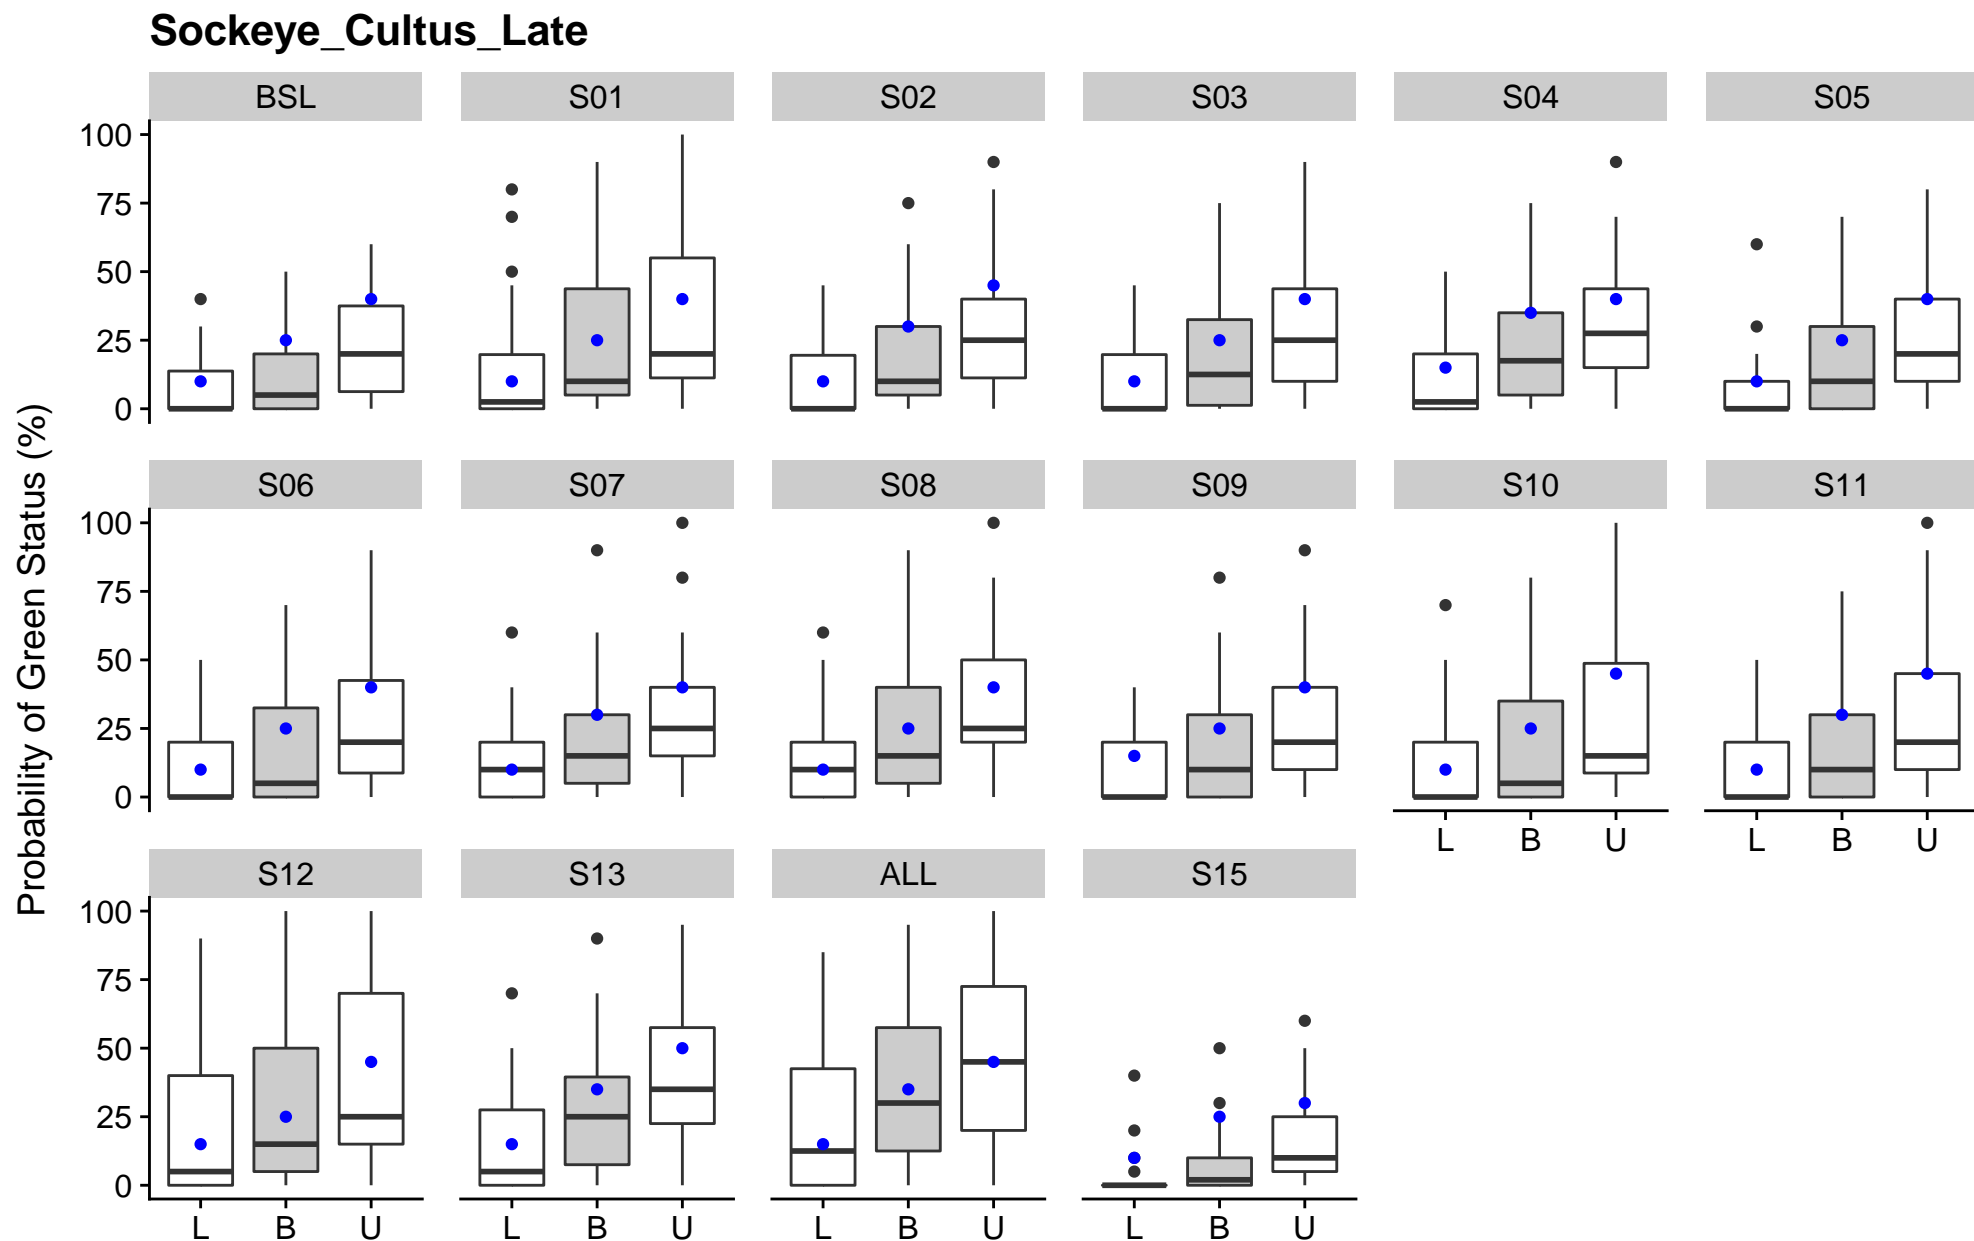 Sockeye_Cultus_Late
BSL S01 S02 S03 S04 S05
100
75
50
25
0
S06 S07 S08 S09 S10 S11
100
75
50
25
0
L B U L B U
S12 S13 ALL S15
100
75
50
25
0
L B U L B U L B U L B U
Probability of Green Status (%)